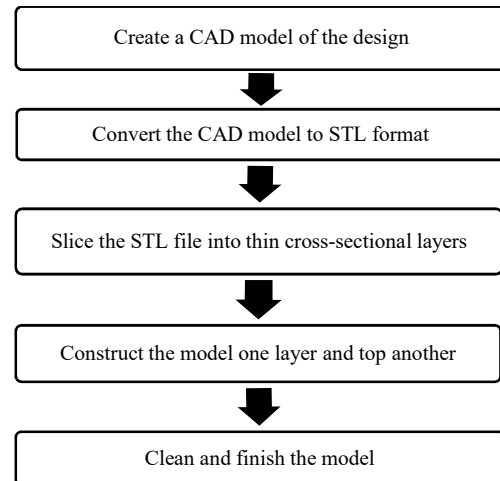 Create a CAD model of the design
Convert the CAD model to STL format
Slice the STL file into thin cross-sectional layers
Construct the model one layer and top another
Clean and finish the model